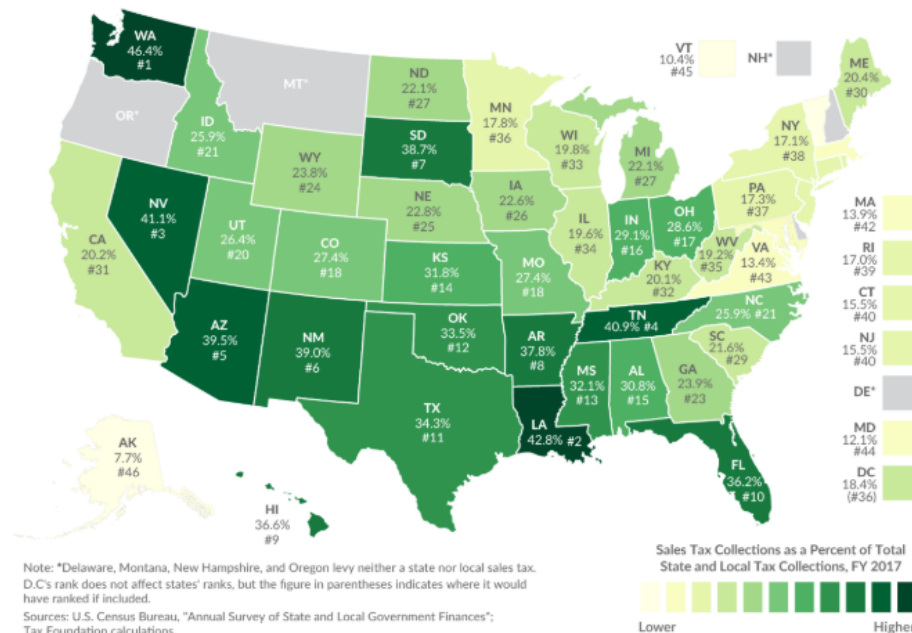 WA
46.4%
#1
MT*
OR*
ID
25.9%
#21
ND
22.1%
#27
MN
17.8%
#36
VT
10.4%
#45
NH*
ME
20.4%
#30
SD
38.7%
#7
WI
19.8%
#33
MI
22.1%
#27
NY
17.1%
#38
WY
23.8%
#24
NE
22.8%
#25
IA
22.6%
#26
PA
17.3%
#37
NV
41.1%
#3
UT
26.4%
#20
CO
27.4%
#18
CA
20.2%
#31
KS
31.8%
#14
MO
27.4%
#18
IL
19.6%
#34
IN
29.1%
#16
OH
28.6%
#17
WV
19.2%
#35
VA
13.4%
#43
KY
20.1%
#32
MA
13.9%
#42
RI
17.0%
#39
CT
15.5%
#40
NJ
15.5%
#40
DE*
MD
12.1%
#44
DC
18.4%
(#36)
AZ
39.5%
#5
NM
39.0%
#6
OK
33.5%
#12
AR
37.8%
#8
TN
40.9% #4
NC
25.9% #21
SC
21.6%
#29
TX
34.3%
#11
LA
42.8% #2
MS
32.1%
#13
AL
30.8%
#15
GA
23.9%
#23
FL
36.2%
#10
AK
7.7%
#46
HI
36.6%
#9
Note: *Delaware, Montana, New Hampshire, and Oregon levy neither a state nor local sales tax.
D.C's rank does not affect states' ranks, but the figure in parentheses indicates where it would
have ranked if included.
Sources: U.S. Census Bureau, "Annual Survey of State and Local Government Finances";
Tax Foundation calculations
Sales Tax Collections as a Percent of Total
State and Local Tax Collections, FY 2017
Lower
Higher